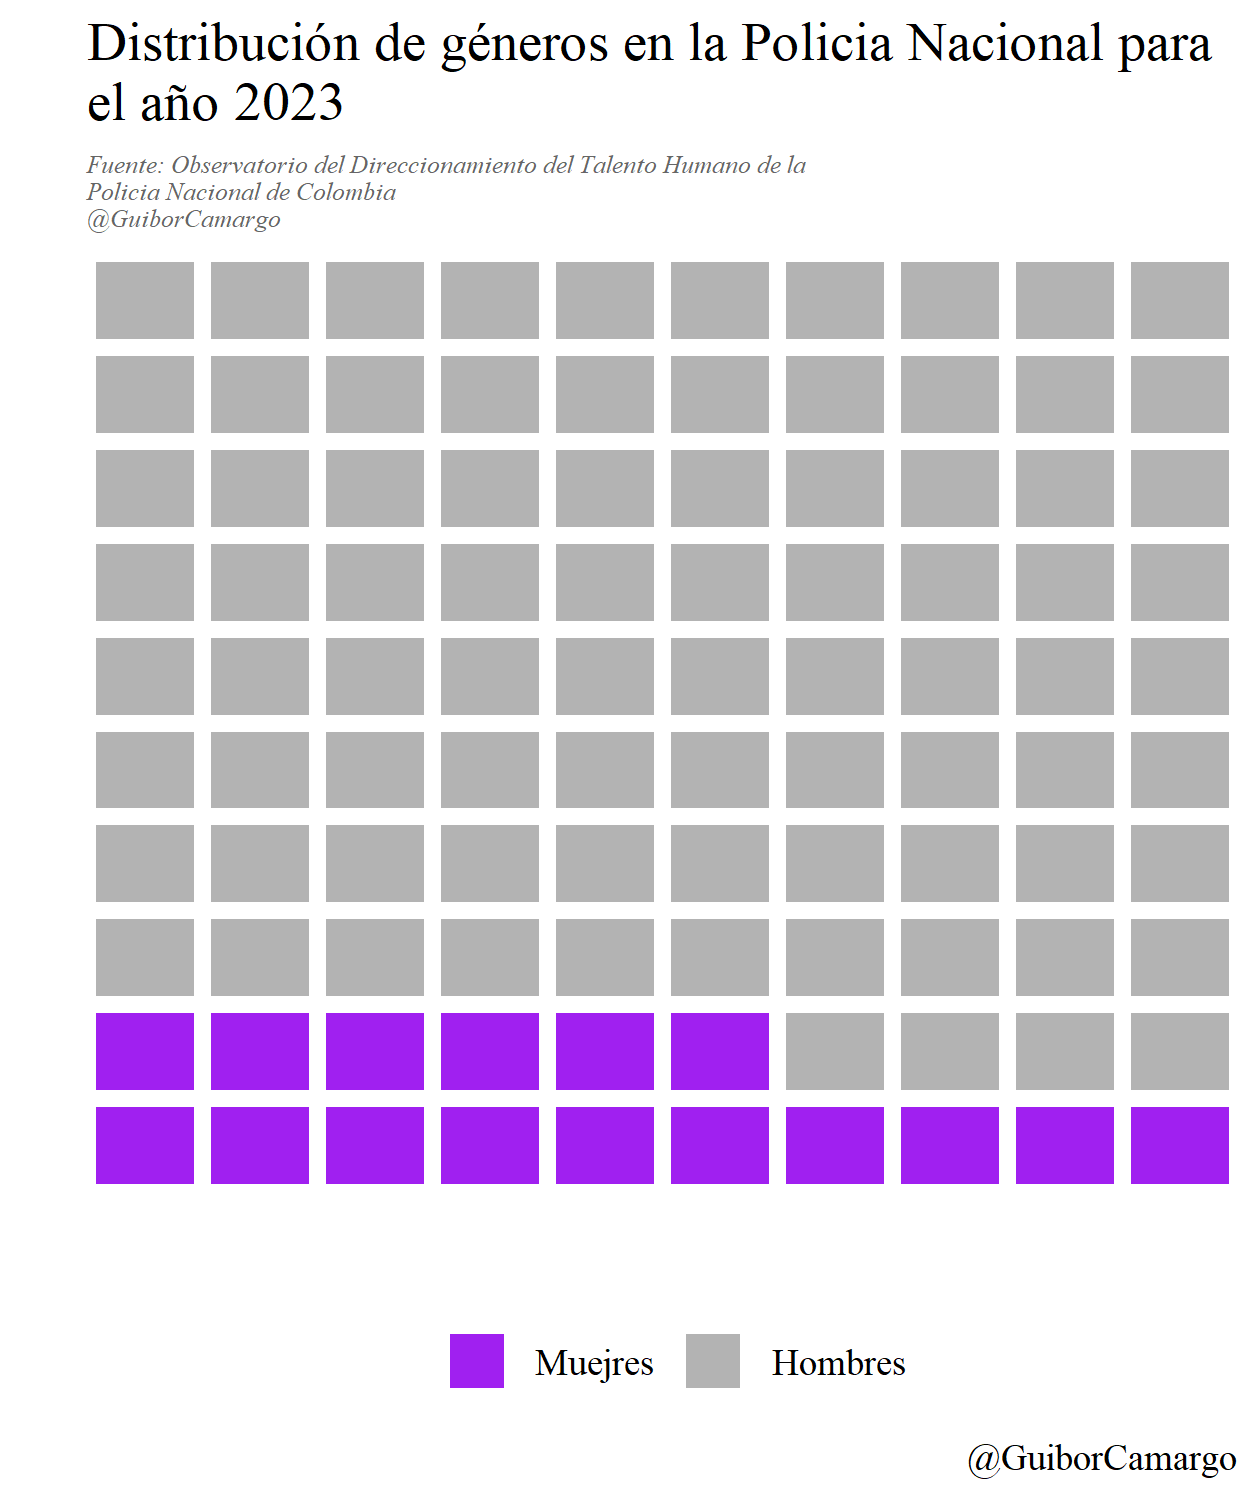 Distribución de géneros en la Policia Nacional para
el año 2023
Fuente: Observatorio del Direccionamiento del Talento Humano de la
Policia Nacional de Colombia
@GuiborCamargo
Muejres
Hombres
@GuiborCamargo